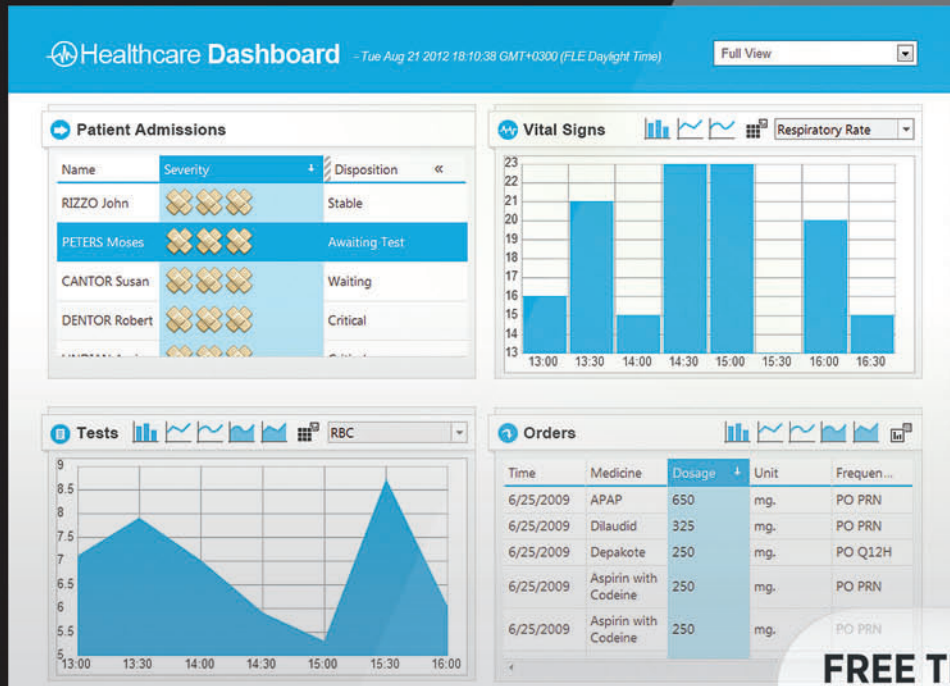 Healthcare Dashboard - Tue Aug 21 2012 18:10:38 GMT+0300 (FLE Daylight Time)
Full View
Patient Admissions
Name Severity Disposition «
RIZZO John Stable
PETERS Moses Awaiting Test
CANTOR Susan Waiting
DENTOR Robert Critical
Vital Signs
Respiratory Rate
23
22
21
20
19
18
17
16
15
14
13
13:00 13:30 14:00 14:30 15:00 15:30 16:00 16:30
Tests
RBC
9
8.5
8
7.5
7
6.5
6
5.5
5
13:00 13:30 14:00 14:30 15:00 15:30 16:00
Orders
Time Medicine Dosage Unit Frequen...
6/25/2009 APAP 650 mg. PO PRN
6/25/2009 Dilaudid 325 mg. PO PRN
6/25/2009 Depakote 250 mg. PO Q12H
6/25/2009 Aspirin with Codeine 250 mg. PO PRN
6/25/2009 Aspirin with Codeine 250 mg. PO PRN
FREE T